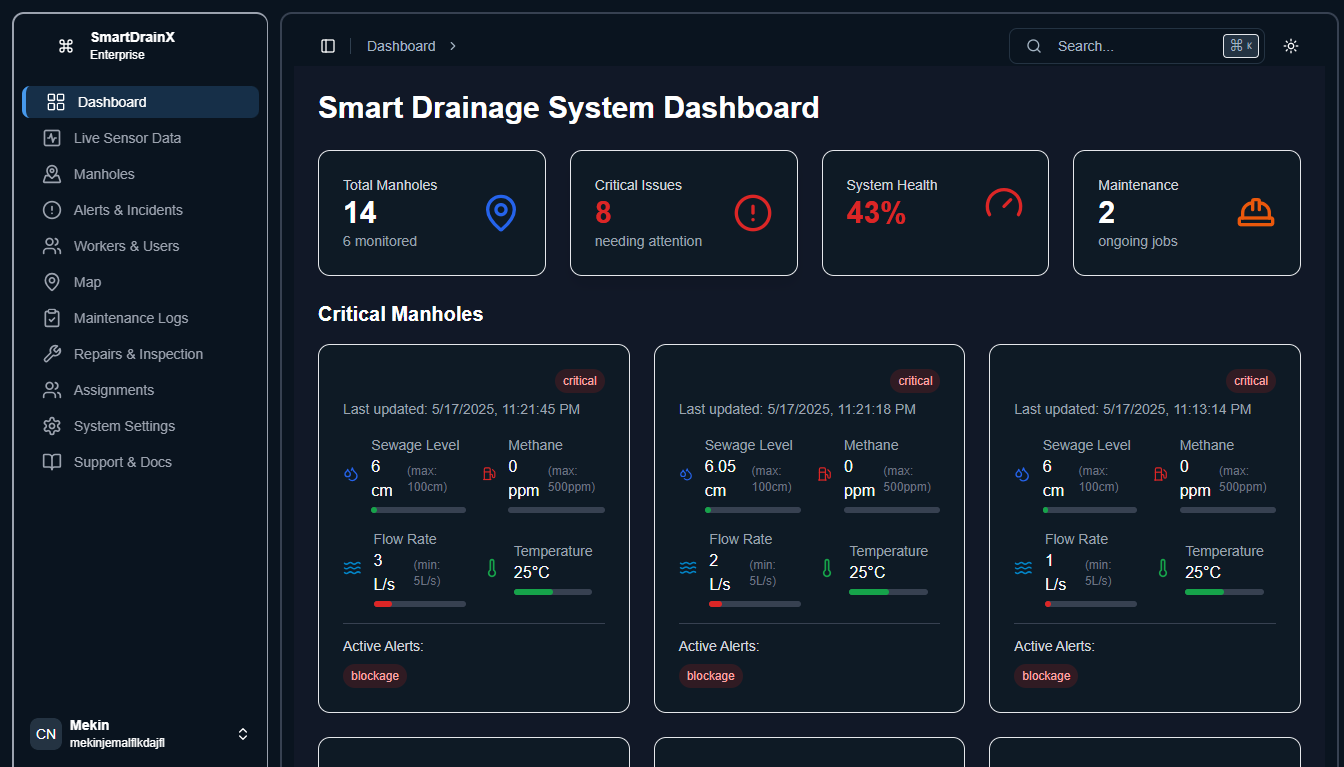 SmartDrainX
Enterprise
Dashboard
Live Sensor Data
Manholes
Alerts & Incidents
Workers & Users
Map
Maintenance Logs
Repairs & Inspection
Assignments
System Settings
Support & Docs
CN
Mekin
mekinjemalflkdajfl
Dashboard
Search...
⌘ K
Smart Drainage System Dashboard
Total Manholes
14
6 monitored
Critical Issues
8
needing attention
System Health
43%
Maintenance
2
ongoing jobs
Critical Manholes
critical
Last updated: 5/17/2025, 11:21:45 PM
Sewage Level
6 cm
(max: 100cm)
Methane
0 ppm
(max: 500ppm)
Flow Rate
3 L/s
(min: 5L/s)
Temperature
25°C
Active Alerts:
blockage
critical
Last updated: 5/17/2025, 11:21:18 PM
Sewage Level
6.05 cm
(max: 100cm)
Methane
0 ppm
(max: 500ppm)
Flow Rate
2 L/s
(min: 5L/s)
Temperature
25°C
Active Alerts:
blockage
critical
Last updated: 5/17/2025, 11:13:14 PM
Sewage Level
6 cm
(max: 100cm)
Methane
0 ppm
(max: 500ppm)
Flow Rate
1 L/s
(min: 5L/s)
Temperature
25°C
Active Alerts:
blockage